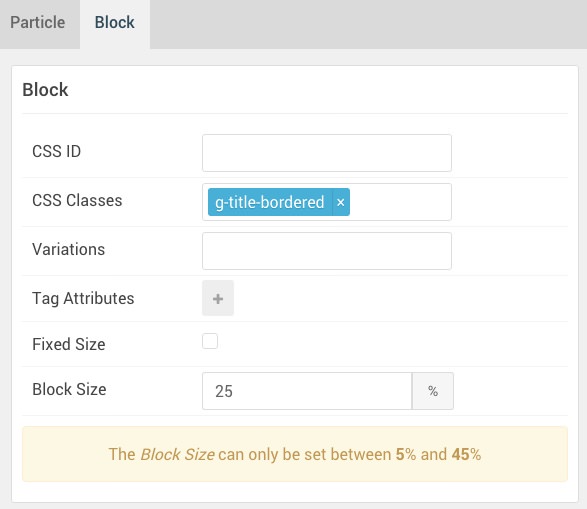 Particle Block
Block
CSS ID
CSS Classes g-title-bordered ×
Variations
Tag Attributes +
Fixed Size
Block Size 25 %
The Block Size can only be set between 5% and 45%